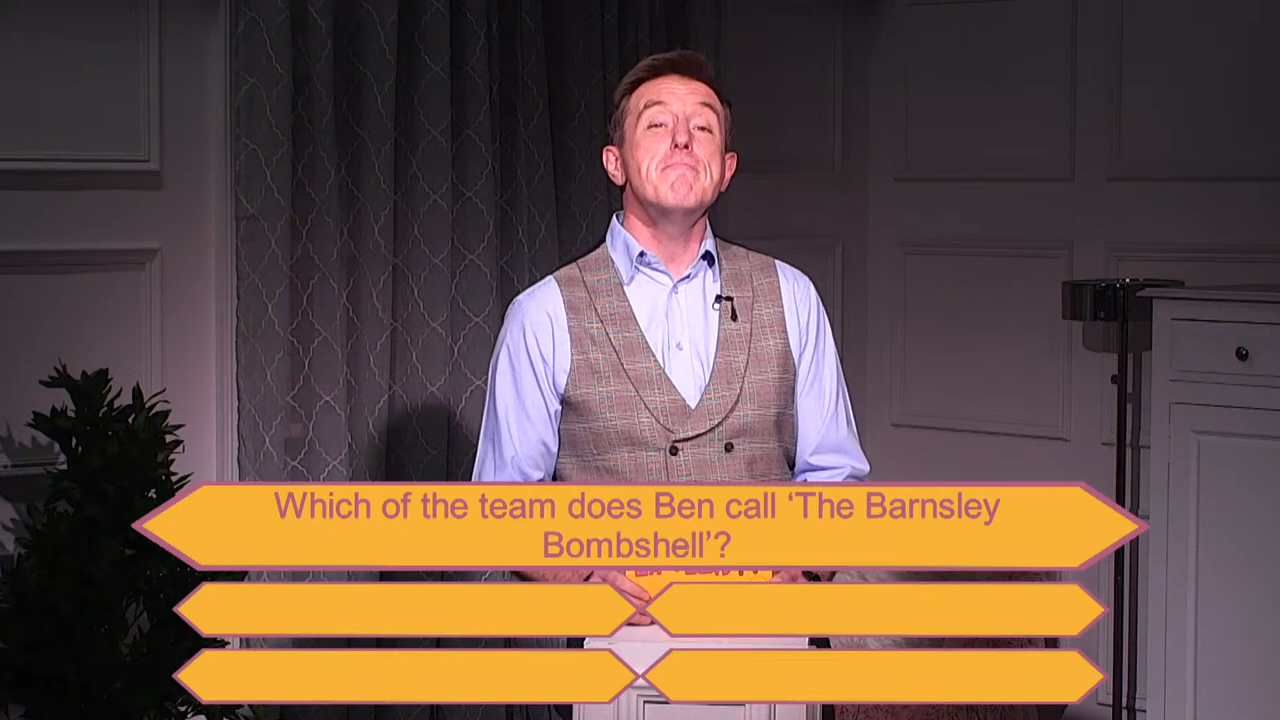 Which of the team does Ben call ‘The Barnsley
Bombshell’?